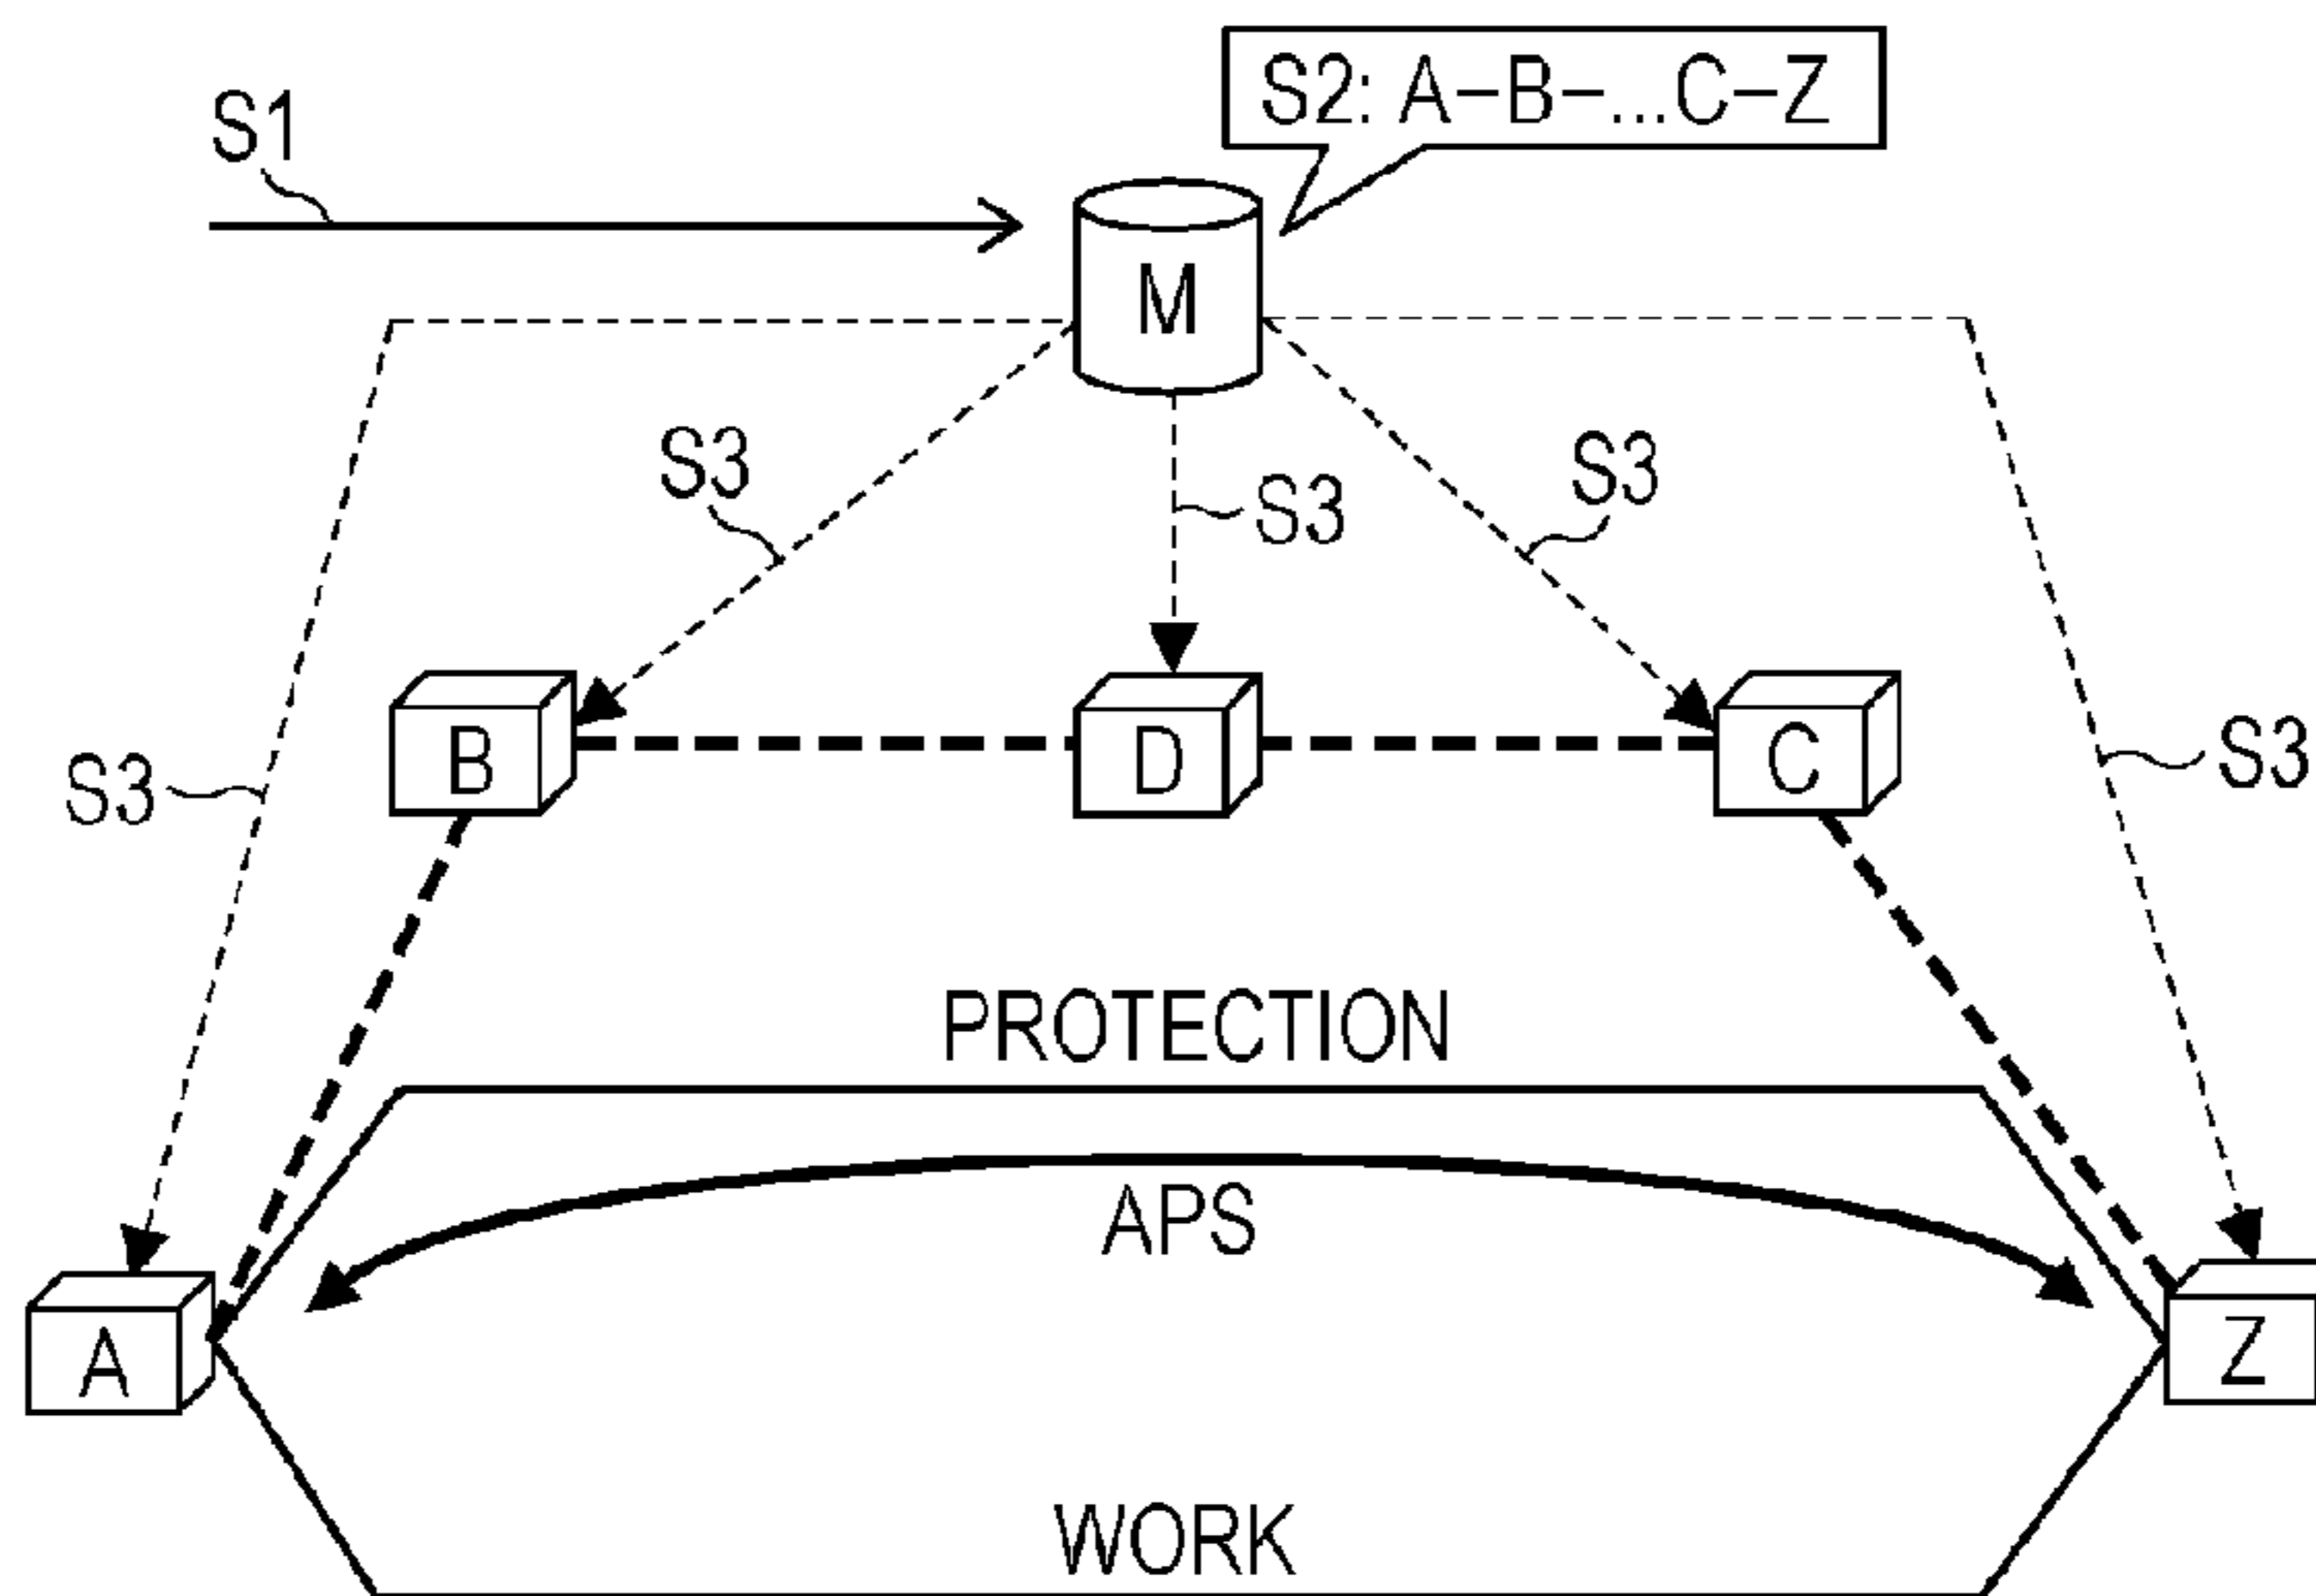 S2: A-B-...C-Z
S1
M
S3
S3
S3
B
D
C
S3
S3
PROTECTION
APS
A
Z
WORK